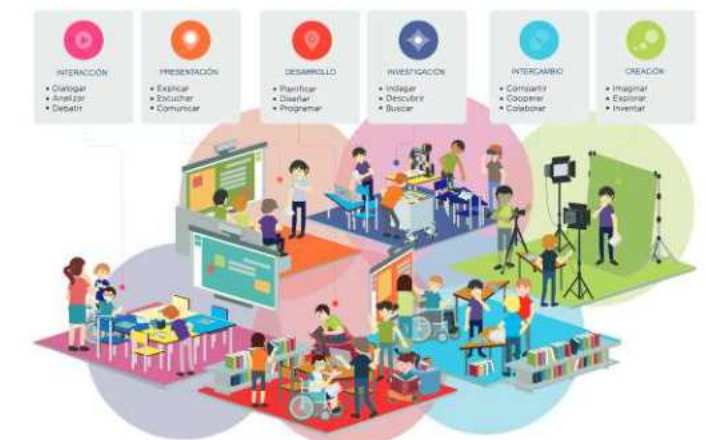 INTERACCIÓN
• Dialogar
• Analizar
• Debatir
PRESENTACIÓN
• Explicar
• Escuchar
• Comunicar
DESARROLLO
• Planificar
• Diseñar
• Programar
INVESTIGACIÓN
• Indagar
• Descubrir
• Buscar
INTERCAMBIO
• Compartir
• Cooperar
• Colaborar
CREACIÓN
• Imaginar
• Explorar
• Inventar